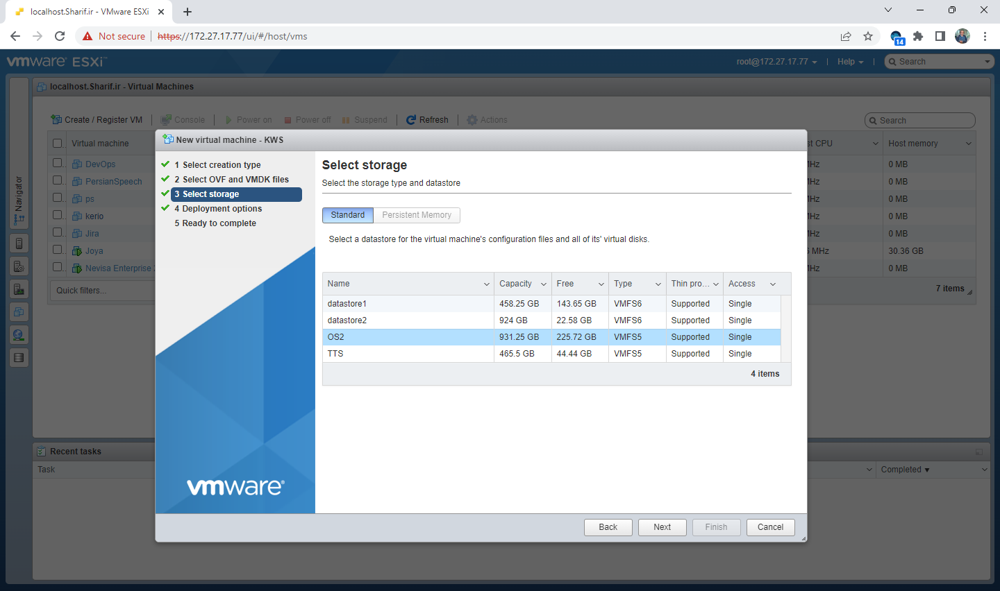 localhost.Sharif.ir - VMware ESXi
Not secure https://172.27.17.77/ui/#/host/vms
14
vmware ESXi™
root@172.27.17.77 Help Search
Navigator
localhost.Sharif.ir - Virtual Machines
Create / Register VM Console Power on Power off Suspend Refresh Actions Search
Virtual machine st CPU Host memory
DevOps Hz 0 MB
PersianSpeech Hz 0 MB
ps Hz 0 MB
kerio Hz 0 MB
Jira Hz 0 MB
Joya MHz 30.36 GB
Nevisa Enterprise Hz 0 MB
Quick filters... 7 items
New virtual machine - KWS
1 Select creation type
2 Select OVF and VMDK files
3 Select storage
4 Deployment options
5 Ready to complete
vmware®
Select storage
Select the storage type and datastore
Standard Persistent Memory
Select a datastore for the virtual machine's configuration files and all of its' virtual disks.
Name Capacity Free Type Thin pro... Access
datastore1 458.25 GB 143.65 GB VMFS6 Supported Single
datastore2 924 GB 22.58 GB VMFS6 Supported Single
OS2 931.25 GB 225.72 GB VMFS5 Supported Single
TTS 465.5 GB 44.44 GB VMFS5 Supported Single
4 items
Back Next Finish Cancel
Recent tasks
Task Completed ▼